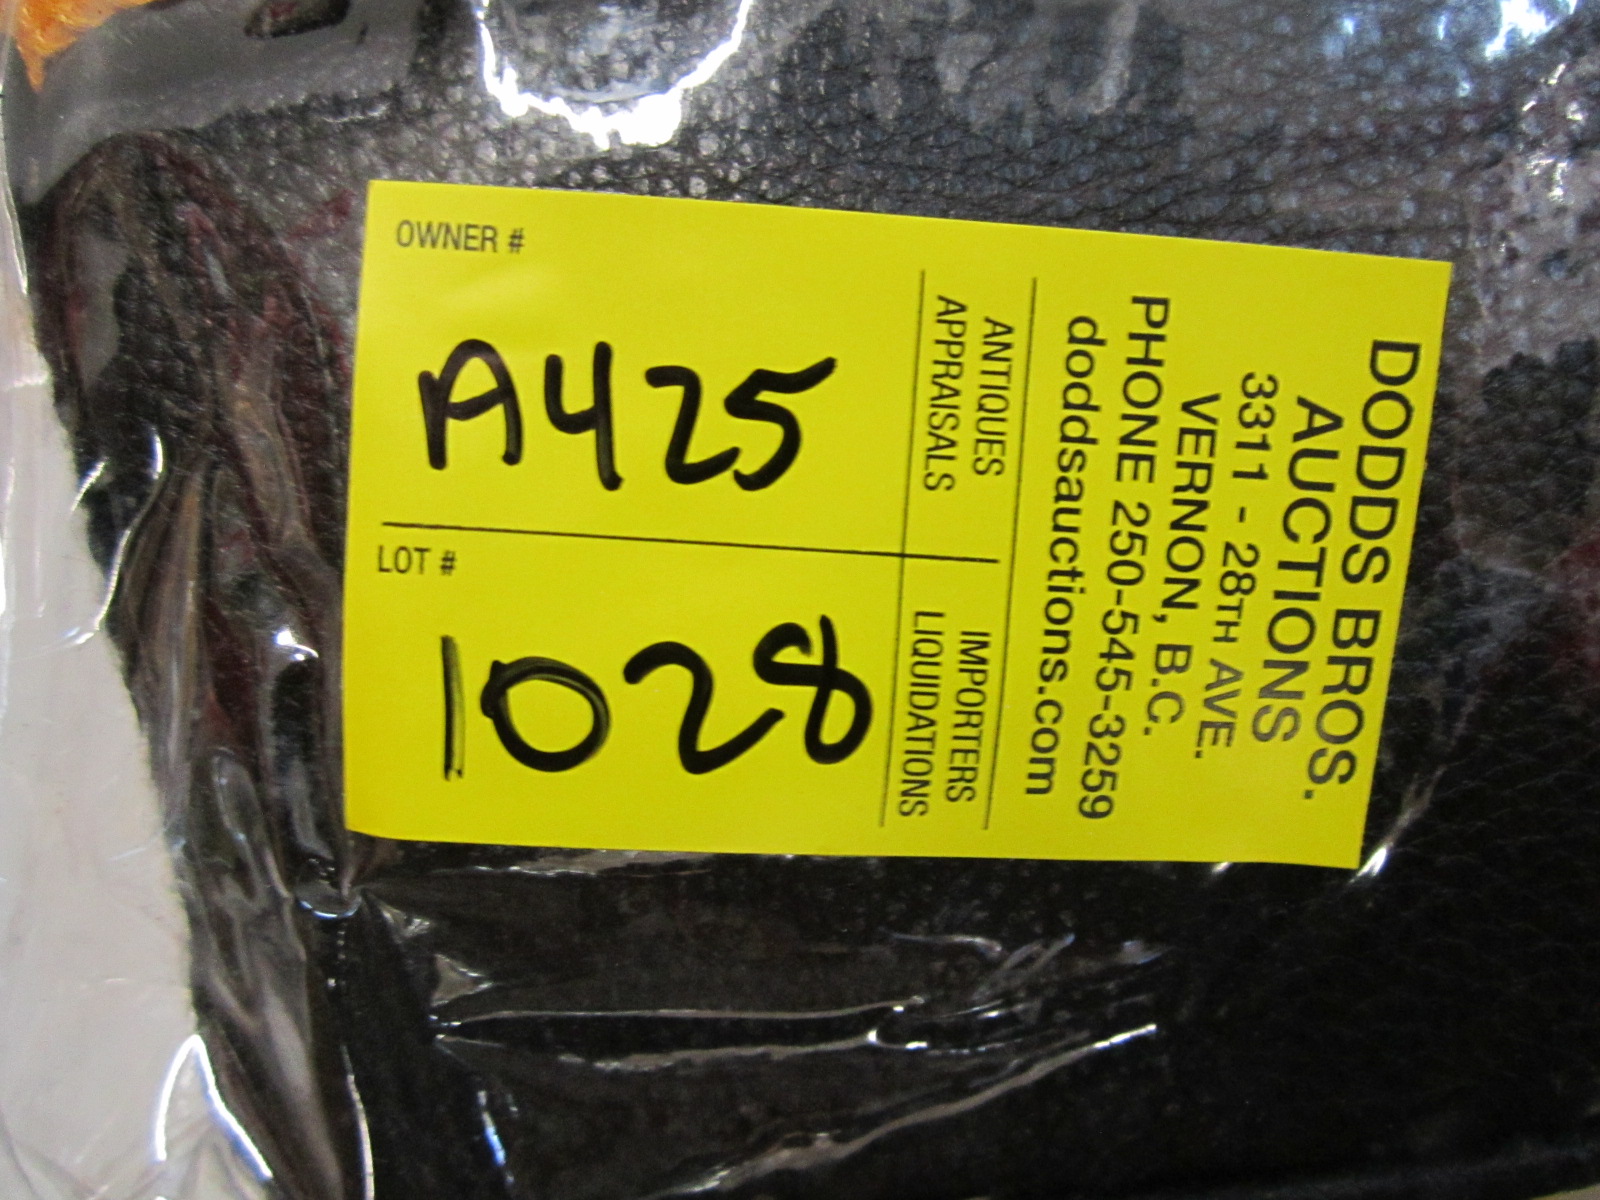 DODDS BROS.
AUCTIONS
3311 - 28TH AVE.
VERNON, B.C.
PHONE 250-545-3259
doddsauctions.com
ANTIQUES
APPRAISALS
IMPORTERS
LIQUIDATIONS
OWNER #
A425
LOT #
1028